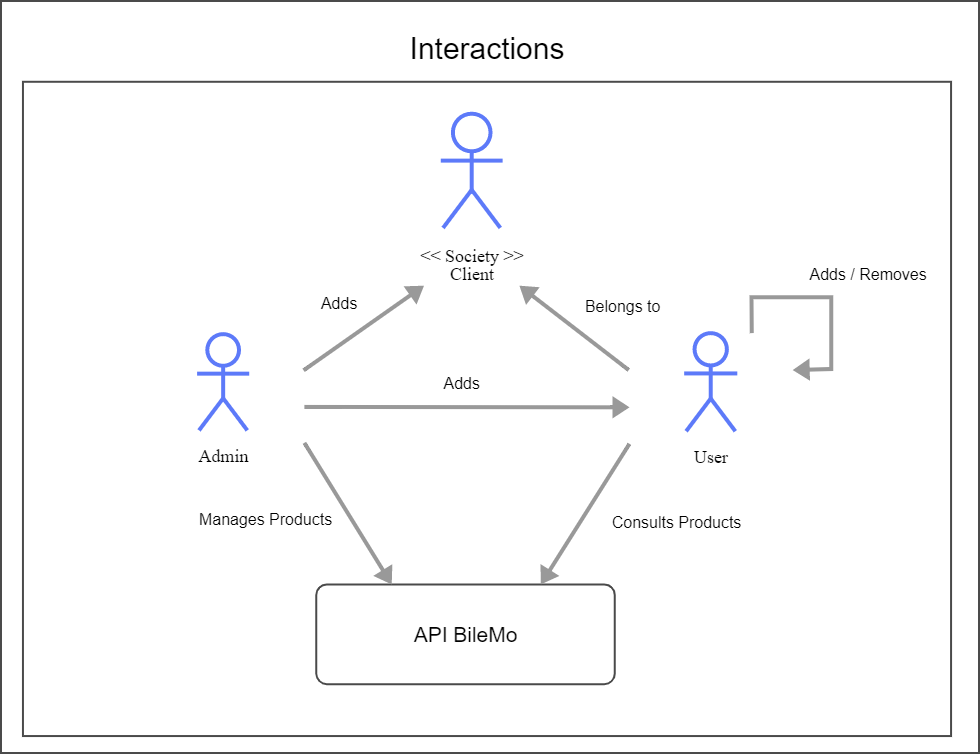 Interactions
<< Society >>
Client
Adds / Removes
Adds
Belongs to
Adds
Admin
User
Manages Products
Consults Products
API BileMo